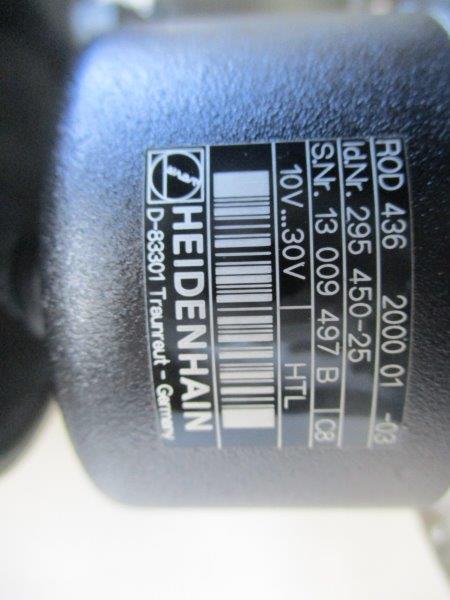 ROD 436 2000 01 -03
Id.Nr. 295 450-25
S.Nr. 13 009 497 B C8
10V...30V HTL
HEIDENHAIN
D-83301 Traunreut - Germany